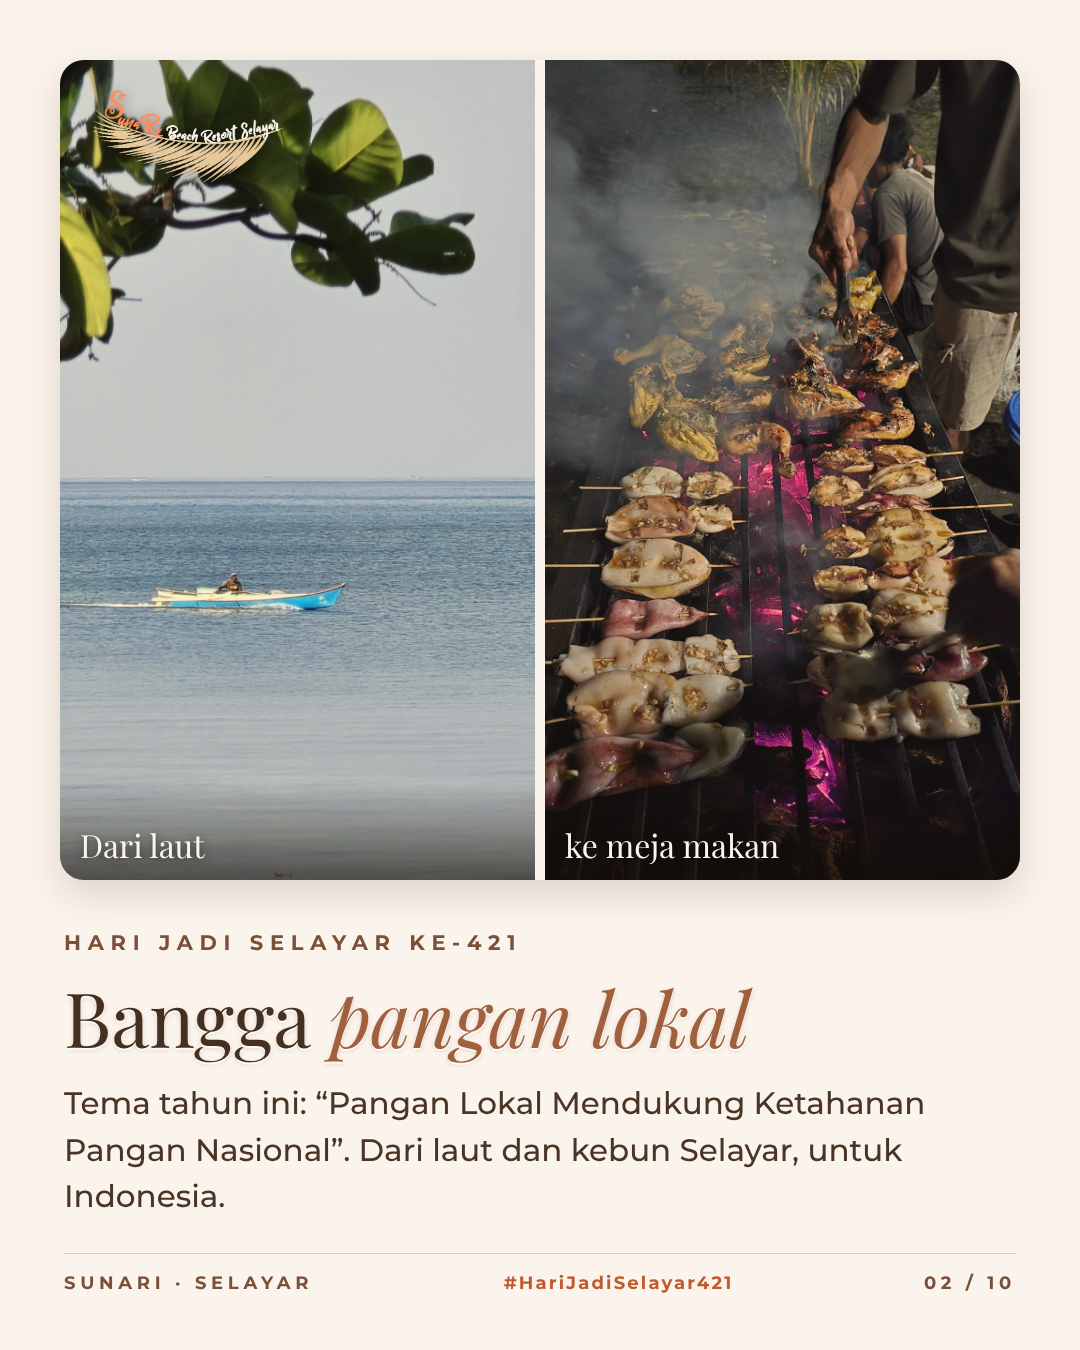 SunaRi Beach Resort Selayar
Dari laut
ke meja makan
HARI JADI SELAYAR KE-421
Bangga pangan lokal
Tema tahun ini: “Pangan Lokal Mendukung Ketahanan
Pangan Nasional”. Dari laut dan kebun Selayar, untuk
Indonesia.
SUNARI · SELAYAR
#HariJadiSelayar421
02 / 10